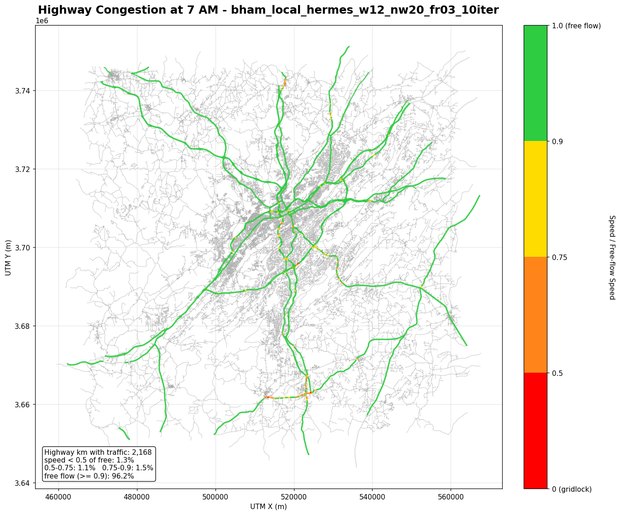 Highway Congestion at 7 AM - bham_local_hermes_w12_nw20_fr03_10iter
1e6
1.0 (free flow)
3.74
0.9
3.72
UTM Y (m)
3.70
0.75
Speed / Free-flow Speed
3.68
0.5
3.66
Highway km with traffic: 2,168
speed < 0.5 of free: 1.3%
0.5-0.75: 1.1%   0.75-0.9: 1.5%
free flow (>= 0.9): 96.2%
3.64
0 (gridlock)
460000 480000 500000 520000 540000 560000
UTM X (m)